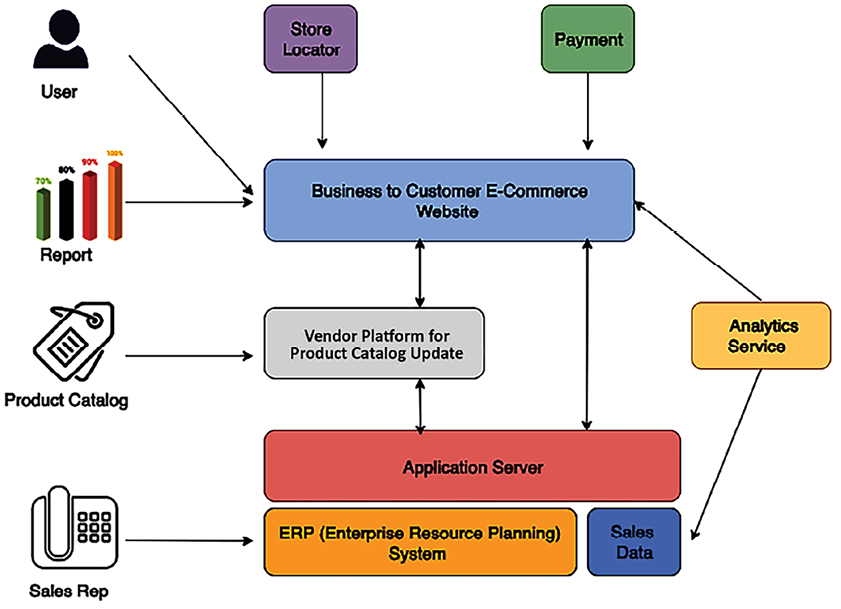 Store
Locator
Payment
User
70%
80%
90%
100%
Report
Business to Customer E-Commerce
Website
Vendor Platform for
Product Catalog Update
Analytics
Service
Product Catalog
Application Server
ERP (Enterprise Resource Planning)
System
Sales
Data
Sales Rep